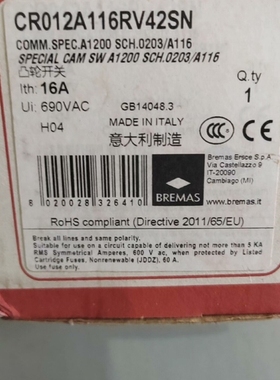 CR012A116RV42SN
COMM.SPEC.A1200 SCH.0203/A116
SPECIAL CAM SW A1200 SCH.0203/A116
凸轮开关
Q.ty
Ith: 16A
1
Ui: 690VAC
GB14048.3
H04
MADE IN ITALY
意大利制造
CCC
Bremas Ersce S.p.A.
Via Castellazzo 9
IT-20090
Cambiago (MI)
BREMAS
8 020028 326410
www.bremas.it
RoHS compliant (Directive 2011/65/EU)
Break all lines and same polarity.
Suitable for use on a circuit capable of delivering not more than 5 KA
RMS Symmetrical Amperes, 600 V ac, when protected by Listed
Cartridge Fuses, Nonrenewable (JDDZ), 60 A.